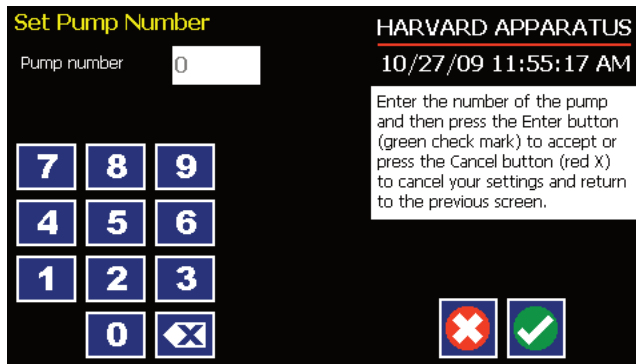 Set Pump Number
HARVARD APPARATUS
Pump number 0
10/27/09 11:55:17 AM
Enter the number of the pump
and then press the Enter button
(green check mark) to accept or
press the Cancel button (red X)
to cancel your settings and return
to the previous screen.
7 8 9
4 5 6
1 2 3
0